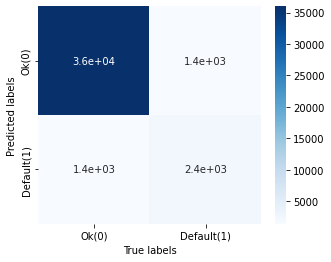 Predicted labels
Ok(0)
Default(1)
3.6e+04
1.4e+03
1.4e+03
2.4e+03
Ok(0)
Default(1)
True labels
35000
30000
25000
20000
15000
10000
5000